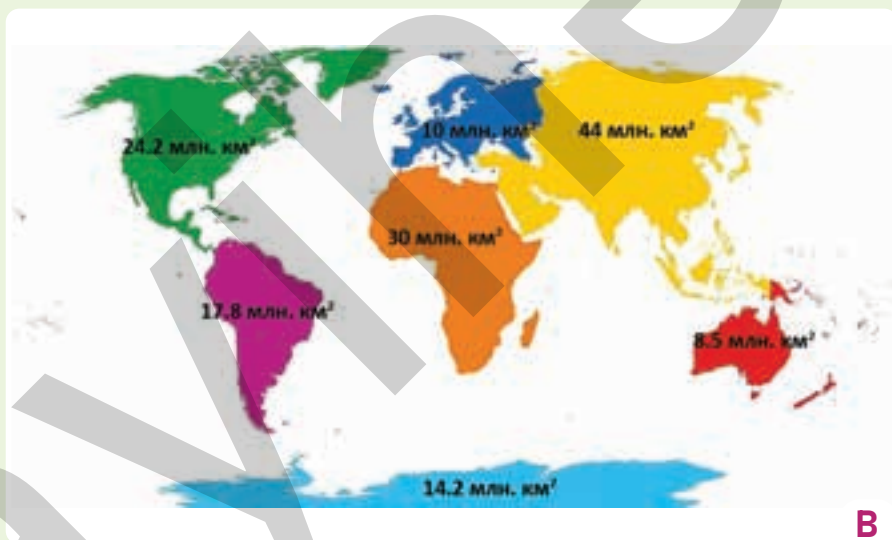 24.2 млн. км²
10 млн. км²
44 млн. км²
30 млн. км²
17.8 млн. км²
8.5 млн. км²
14.2 млн. км²
В